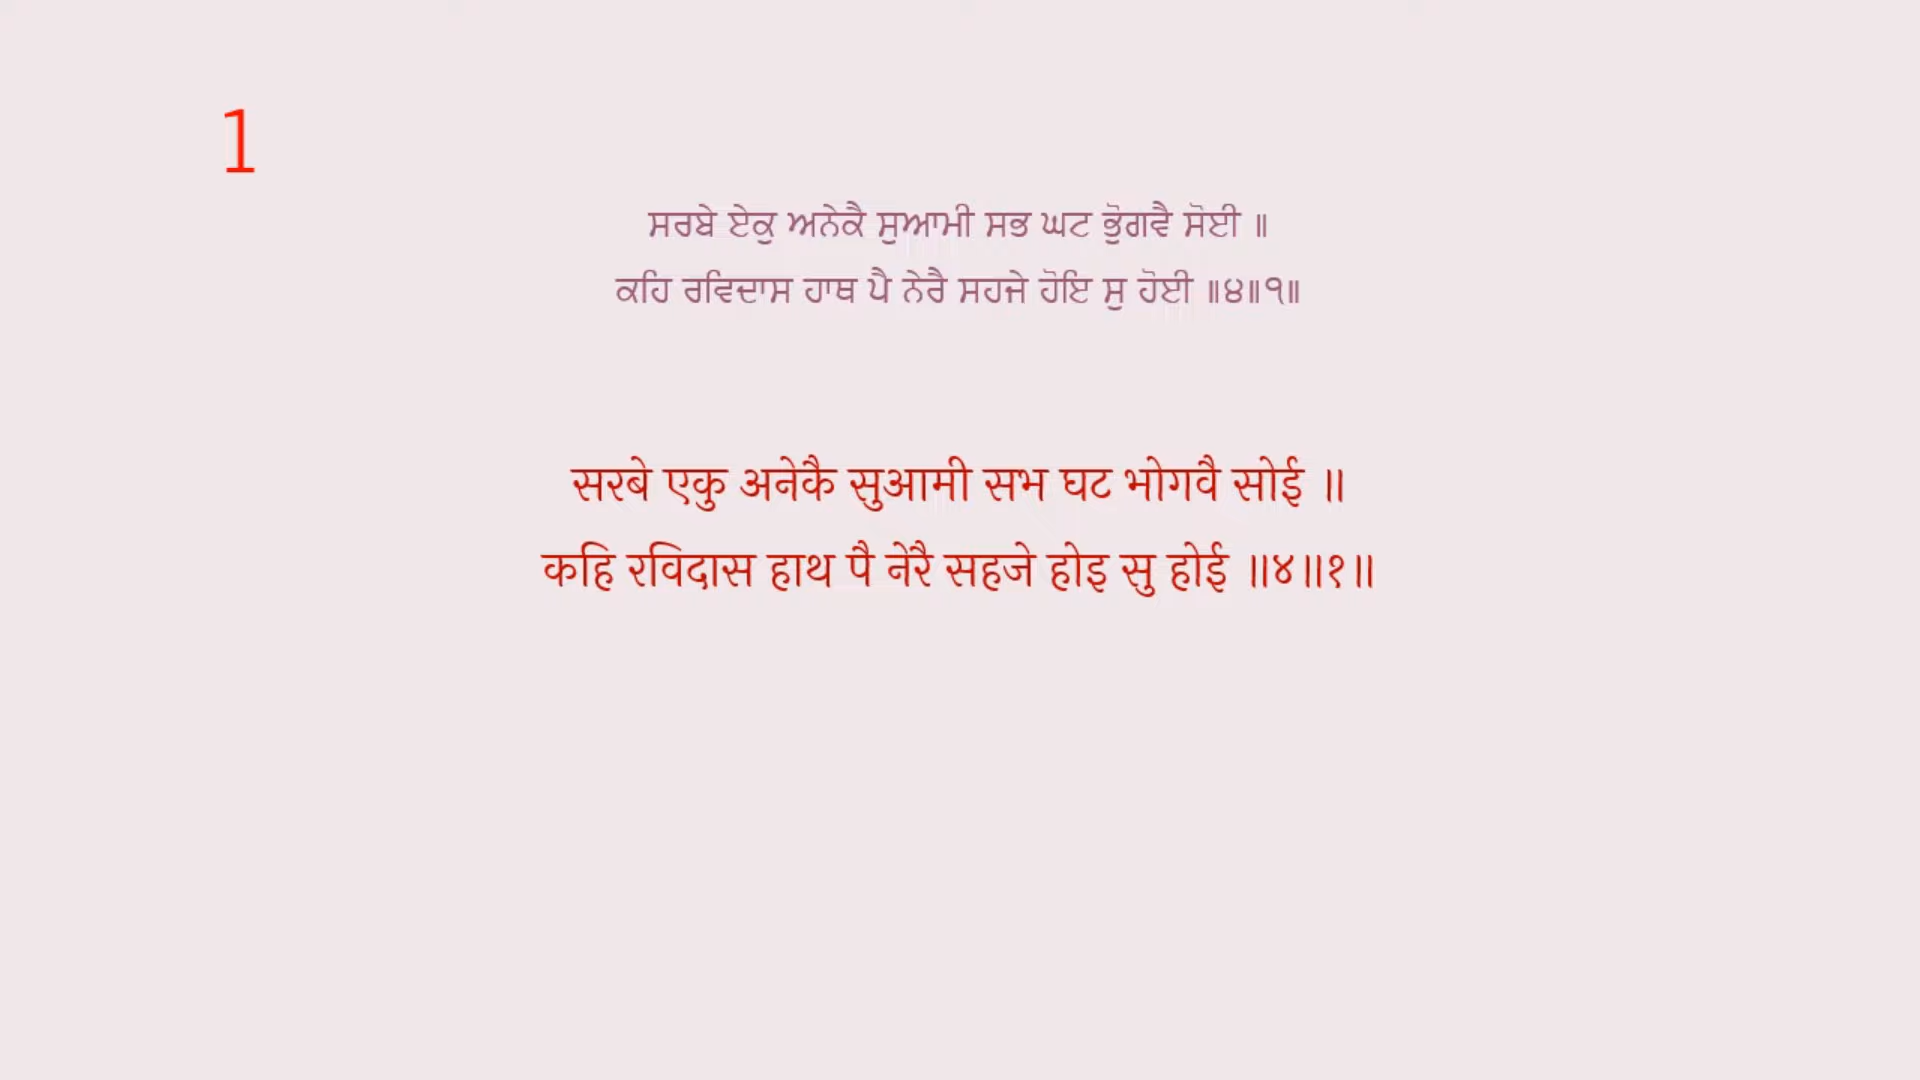 1
ਸਰਬੇ ਏਕੁ ਅਨੇਕੈ ਸੁਆਮੀ ਸਭ ਘਟ ਭੋੁਗਵੈ ਸੋਈ ॥
ਕਹਿ ਰਵਿਦਾਸ ਹਾਥ ਪੈ ਨੇਰੈ ਸਹਜੇ ਹੋਇ ਸੁ ਹੋਈ ॥੪॥੧॥
सरबे एकु अनेकै सुआमी सभ घट भोगवै सोई ॥
कहि रविदास हाथ पै नेरै सहजे होइ सु होई ॥४॥१॥